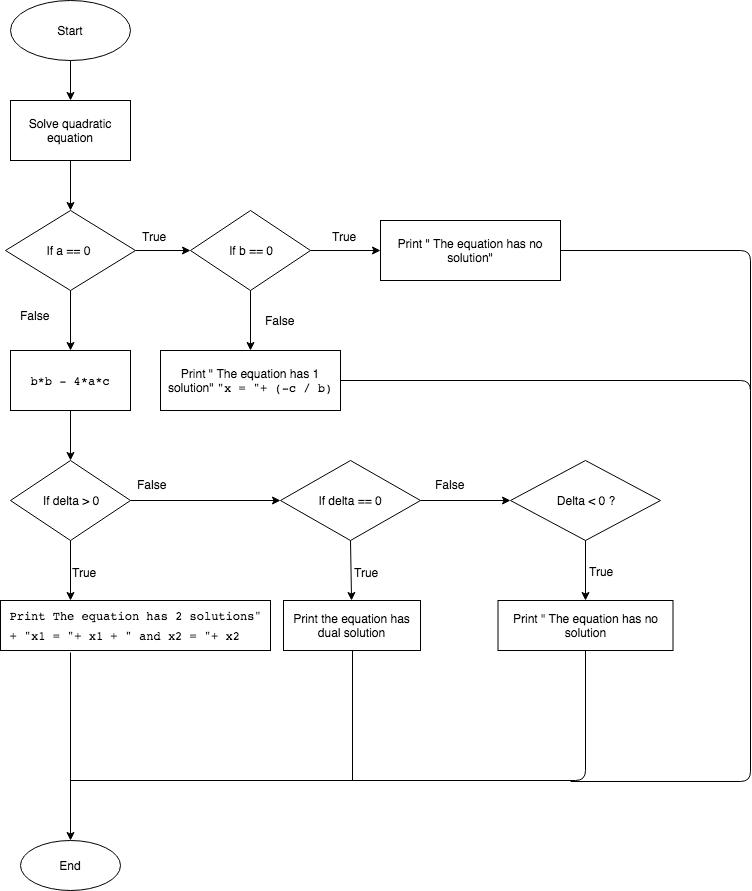 Start
Solve quadratic
equation
If a == 0
True
If b == 0
True
Print " The equation has no
solution"
False
False
b*b - 4*a*c
Print " The equation has 1
solution" "x = "+ (-c / b)
If delta > 0
False
If delta == 0
False
Delta < 0 ?
True
True
True
Print The equation has 2 solutions"
+ "x1 = "+ x1 + " and x2 = "+ x2
Print the equation has
dual solution
Print " The equation has no
solution
End